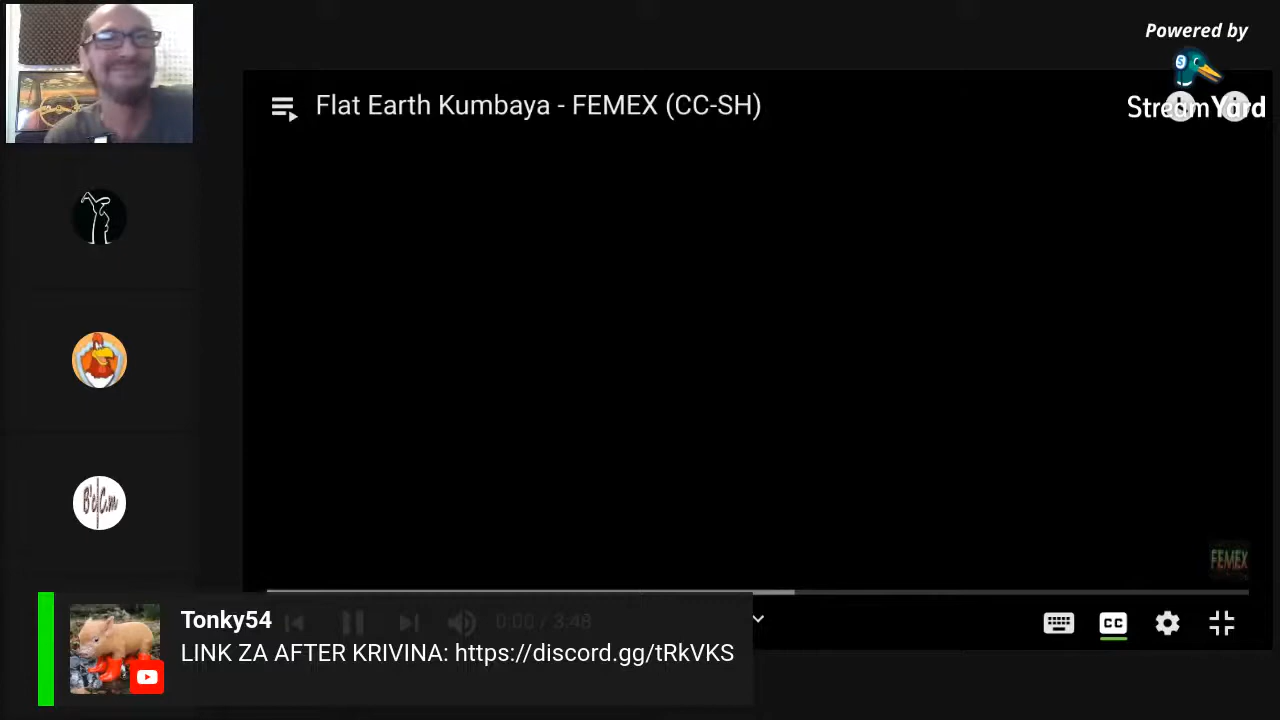 Powered by
StreamYard
Flat Earth Kumbaya - FEMEX (CC-SH)
FEMEX
0:00 / 3:48
CC
Tonky54
LINK ZA AFTER KRIVINA: https://discord.gg/tRkVKS